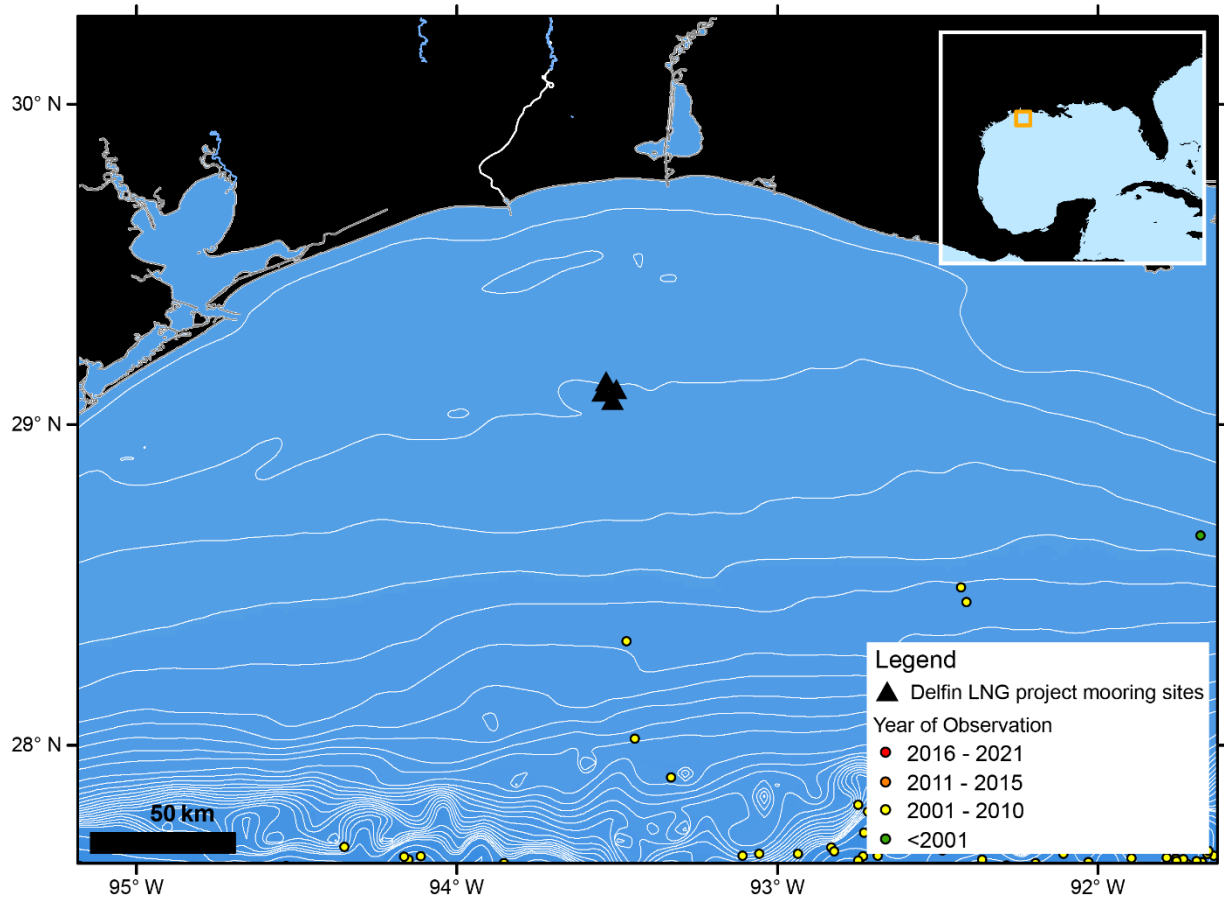 30° N
29° N
28° N
50 km
Legend
Delfin LNG project mooring sites
Year of Observation
2016 - 2021
2011 - 2015
2001 - 2010
<2001
95° W
94° W
93° W
92° W